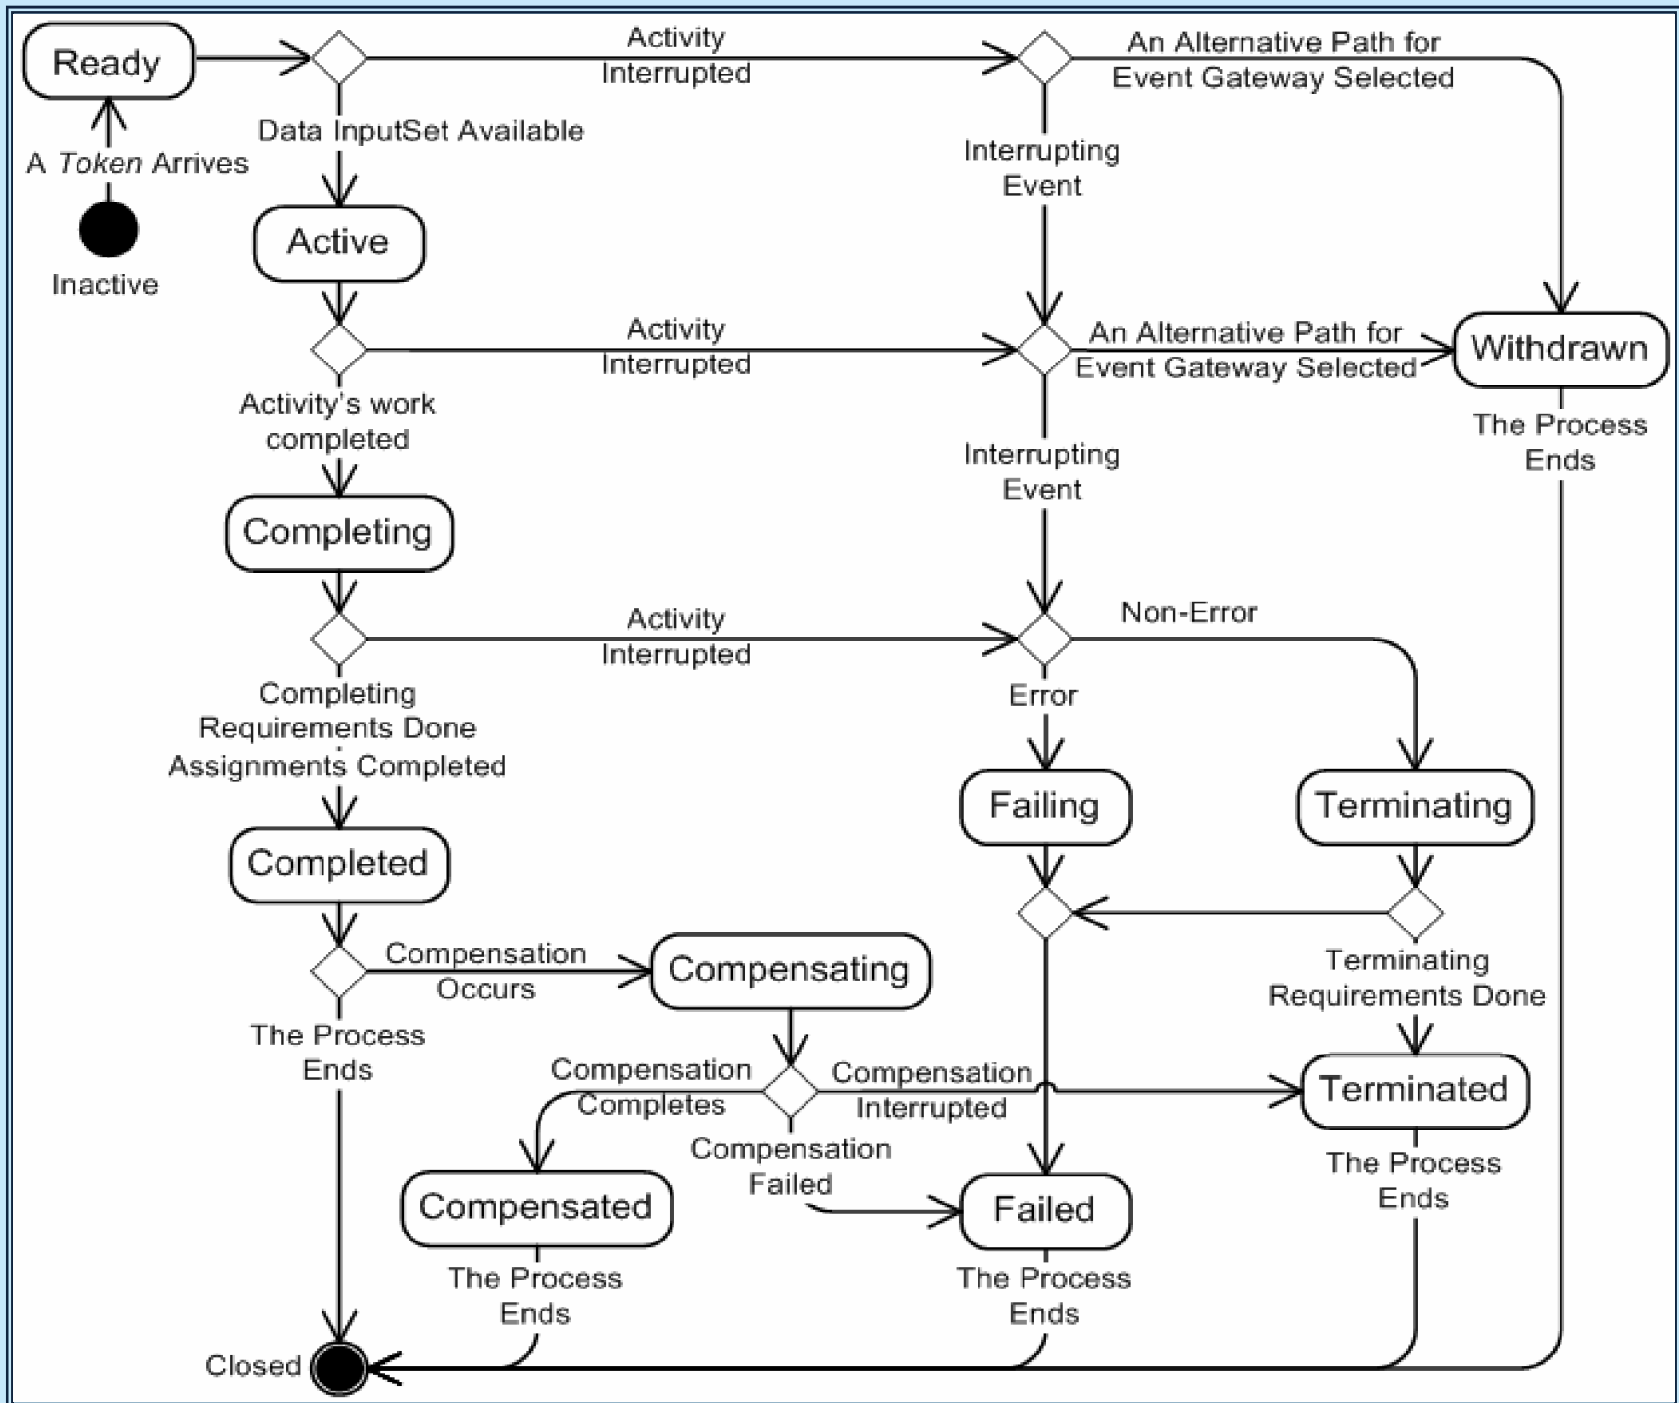 Ready
Activity
Interrupted
An Alternative Path for
Event Gateway Selected
Data InputSet Available
A Token Arrives
Interrupting
Event
Active
Inactive
Activity
Interrupted
An Alternative Path for
Event Gateway Selected
Withdrawn
Activity's work
completed
The Process
Ends
Interrupting
Event
Completing
Activity
Interrupted
Non-Error
Completing
Requirements Done
Assignments Completed
Error
Failing
Terminating
Completed
Compensation
Occurs
Compensating
Terminating
Requirements Done
The Process
Ends
Compensation
Completes
Compensation
Interrupted
Terminated
Compensation
Failed
The Process
Ends
Compensated
Failed
The Process
Ends
The Process
Ends
Closed